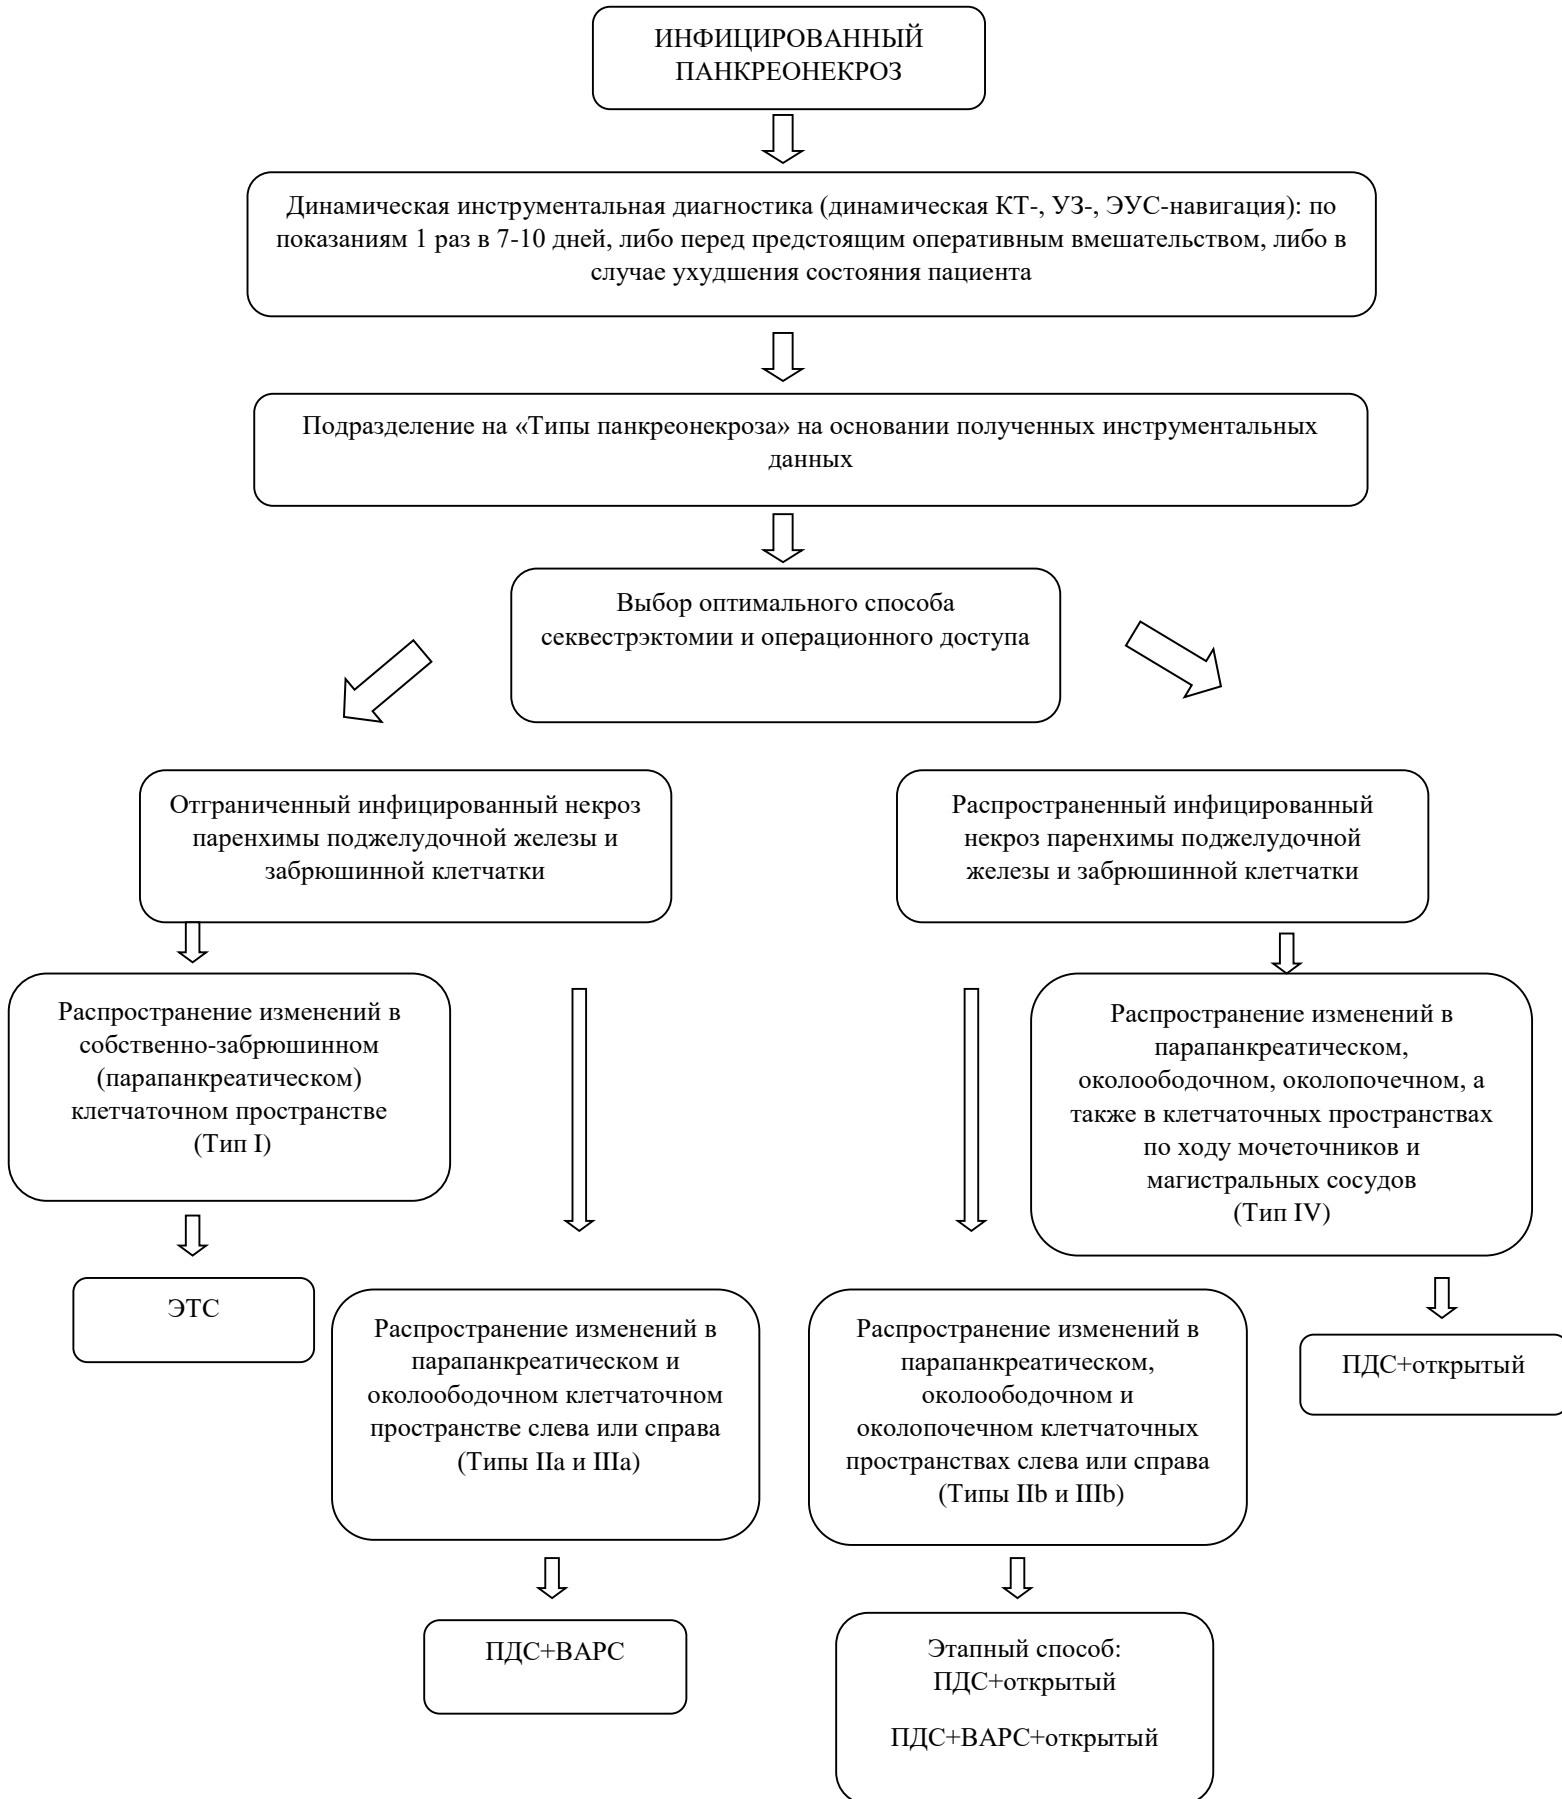 ИНФИЦИРОВАННЫЙ
ПАНКРЕОНЕКРОЗ
Динамическая инструментальная диагностика (динамическая КТ-, УЗ-, ЭУС-навигация): по
показаниям 1 раз в 7-10 дней, либо перед предстоящим оперативным вмешательством, либо в
случае ухудшения состояния пациента
Подразделение на «Типы панкреонекроза» на основании полученных инструментальных
данных
Выбор оптимального способа
секвестрэктомии и операционного доступа
Отграниченный инфицированный некроз
паренхимы поджелудочной железы и
забрюшинной клетчатки
Распространенный инфицированный
некроз паренхимы поджелудочной
железы и забрюшинной клетчатки
Распространение изменений в
собственно-забрюшинном
(парапанкреатическом)
клетчаточном пространстве
(Тип I)
Распространение изменений в
парапанкреатическом,
околоободочном, околопочечном, а
также в клетчаточных пространствах
по ходу мочеточников и
магистральных сосудов
(Тип IV)
ЭТС
Распространение изменений в
парапанкреатическом и
околоободочном клетчаточном
пространстве слева или справа
(Типы IIa и IIIa)
Распространение изменений в
парапанкреатическом,
околоободочном и
околопочечном клетчаточных
пространствах слева или справа
(Типы IIb и IIIb)
ПДС+открытый
ПДС+ВАРС
Этапный способ:
ПДС+открытый
ПДС+ВАРС+открытый